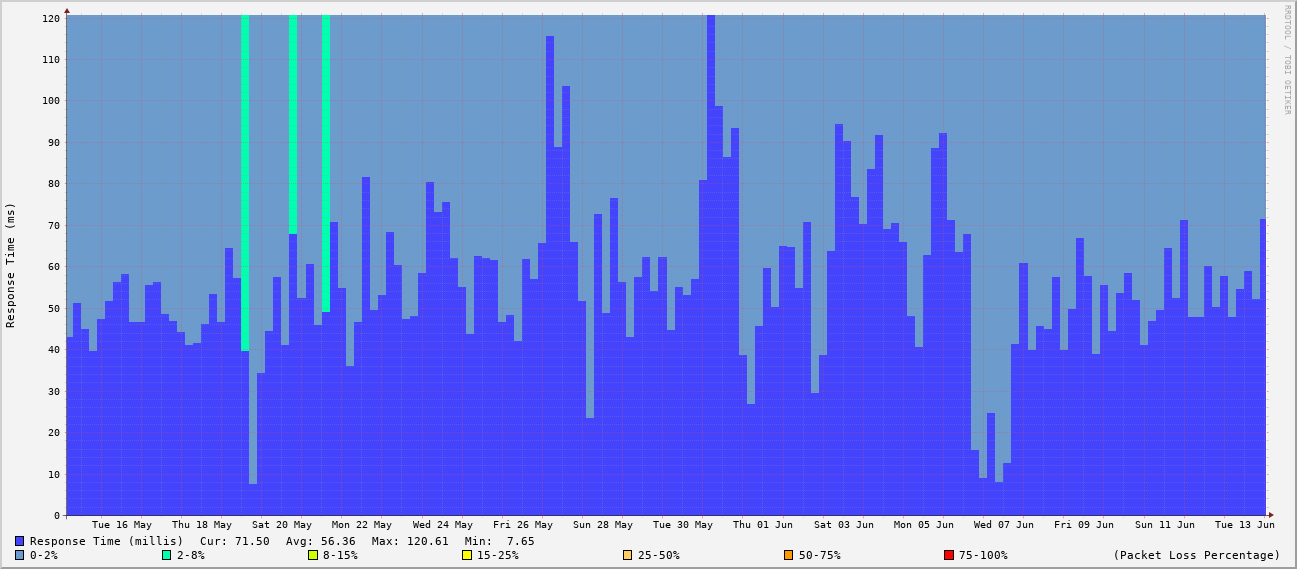 RRDTOOL / TOBI OETIKER
Response Time (ms)
120
110
100
90
80
70
60
50
40
30
20
10
0
Tue 16 May Thu 18 May Sat 20 May Mon 22 May Wed 24 May Fri 26 May Sun 28 May Tue 30 May Thu 01 Jun Sat 03 Jun Mon 05 Jun Wed 07 Jun Fri 09 Jun Sun 11 Jun Tue 13 Jun
Response Time (millis) Cur: 71.50 Avg: 56.36 Max: 120.61 Min: 7.65
0-2% 2-8% 8-15% 15-25% 25-50% 50-75% 75-100% (Packet Loss Percentage)